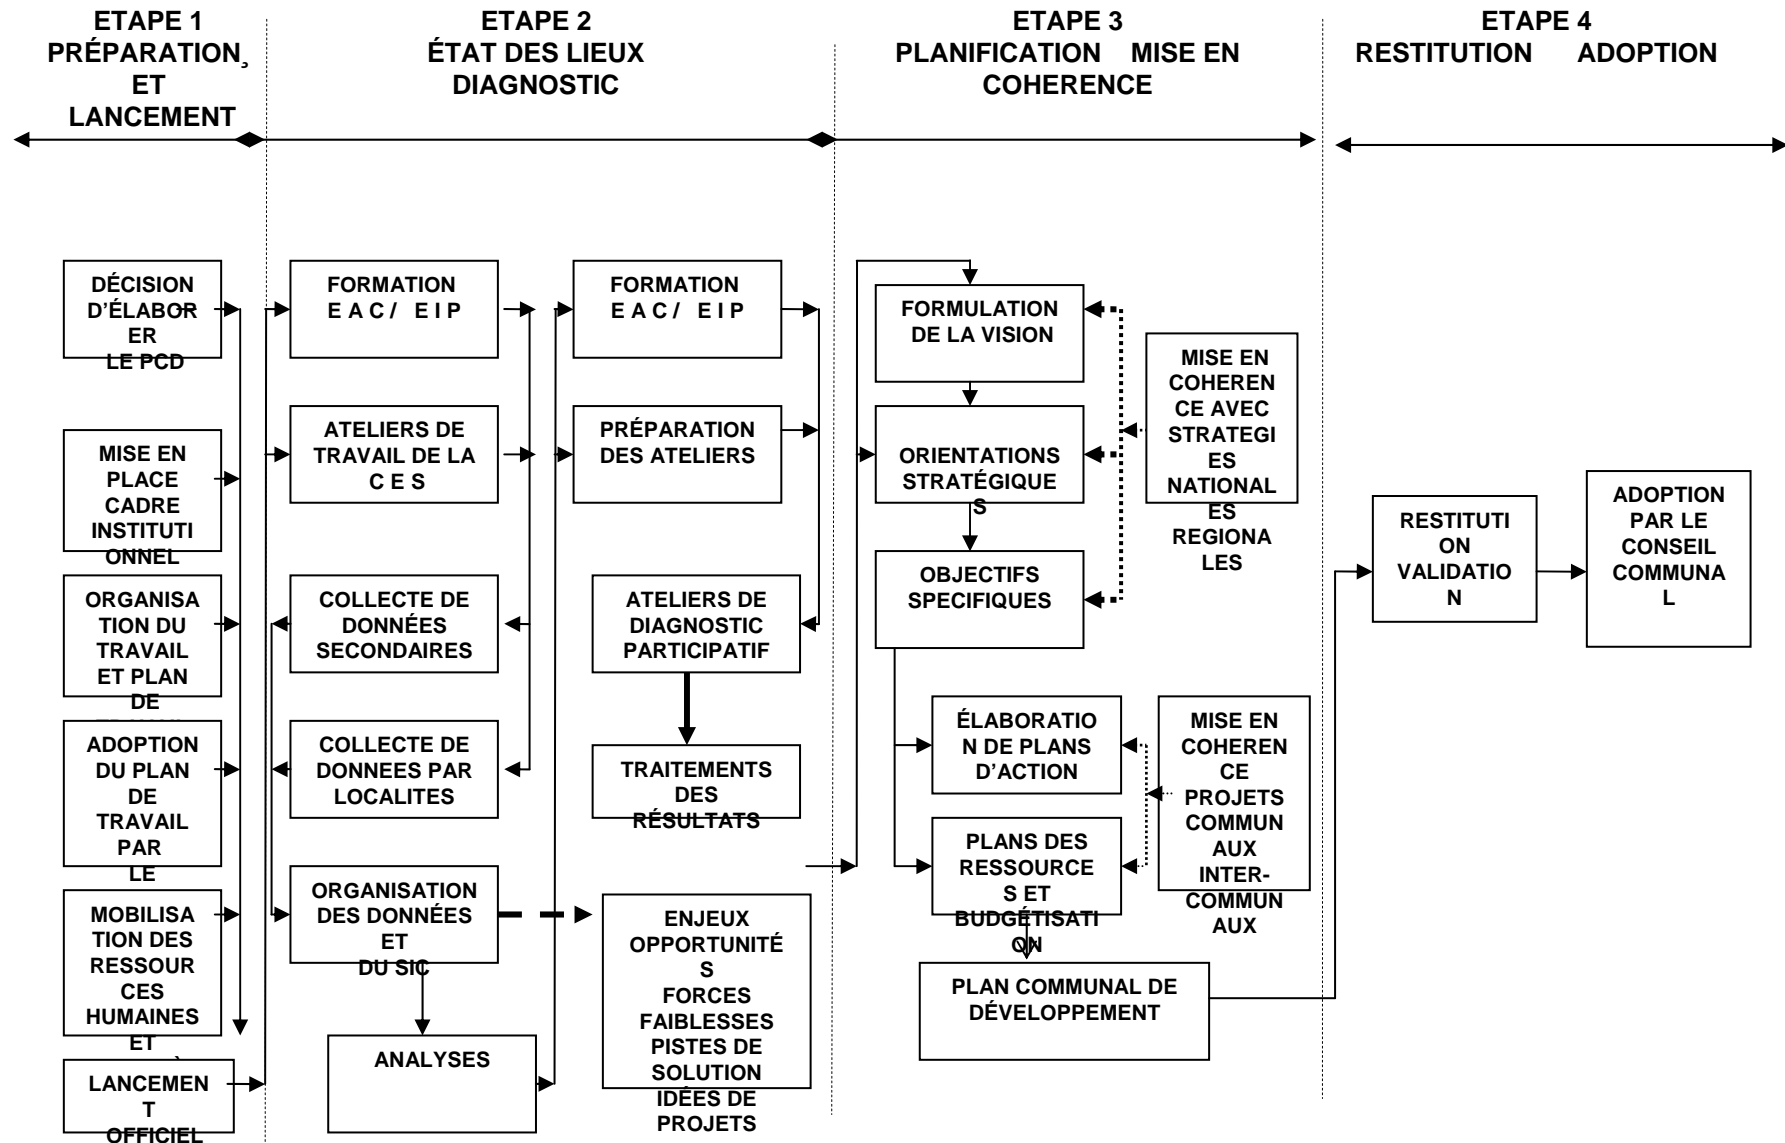 ETAPE 1
PRÉPARATION,
ET
LANCEMENT
ETAPE 2
ÉTAT DES LIEUX
DIAGNOSTIC
ETAPE 3
PLANIFICATION MISE EN
COHERENCE
ETAPE 4
RESTITUTION ADOPTION
DÉCISION
D’ÉLABOR
ER
LE PCD
MISE EN
PLACE
CADRE
INSTITUTI
ONNEL
ORGANISA
TION DU
TRAVAIL
ET PLAN
DE
ADOPTION
DU PLAN
DE
TRAVAIL
PAR
LE
MOBILISA
TION DES
RESSOUR
CES
HUMAINES
ET
LANCEMEN
T
OFFICIEL
FORMATION
E A C / E I P
ATELIERS DE
TRAVAIL DE LA
C E S
COLLECTE DE
DONNÉES
SECONDAIRES
COLLECTE DE
DONNEES PAR
LOCALITES
ORGANISATION
DES DONNÉES
ET
DU SIC
ANALYSES
FORMATION
E A C / E I P
PRÉPARATION
DES ATELIERS
ATELIERS DE
DIAGNOSTIC
PARTICIPATIF
TRAITEMENTS
DES
RÉSULTATS
ENJEUX
OPPORTUNITÉ
S
FORCES
FAIBLESSES
PISTES DE
SOLUTION
IDÉES DE
PROJETS
FORMULATION
DE LA VISION
ORIENTATIONS
STRATÉGIQUE
S
OBJECTIFS
SPECIFIQUES
ÉLABORATIO
N DE PLANS
D’ACTION
PLANS DES
RESSOURCE
S ET
BUDGÉTISATI
ON
PLAN COMMUNAL DE
DÉVELOPPEMENT
MISE EN
COHEREN
CE AVEC
STRATEGI
ES
NATIONAL
ES
REGIONA
LES
MISE EN
COHEREN
CE
PROJETS
COMMUN
AUX
INTER-
COMMUN
AUX
RESTITUTI
ON
VALIDATIO
N
ADOPTION
PAR LE
CONSEIL
COMMUNA
L